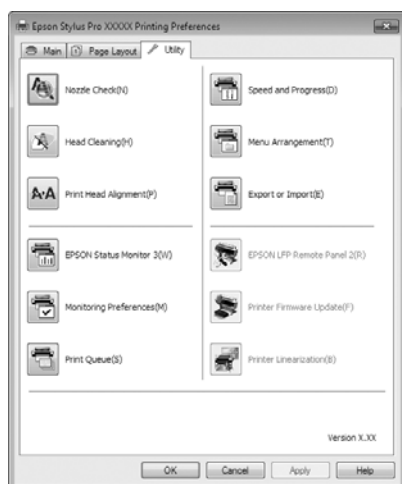 Epson Stylus Pro XXXXX Printing Preferences
Main
Page Layout
Utility
Nozzle Check(N)
Speed and Progress(D)
Head Cleaning(H)
Menu Arrangement(T)
Print Head Alignment(P)
Export or Import(E)
EPSON Status Monitor 3(W)
EPSON LFP Remote Panel 2(R)
Monitoring Preferences(M)
Printer Firmware Update(F)
Print Queue(S)
Printer Linearization(B)
Version X.XX
OK
Cancel
Apply
Help